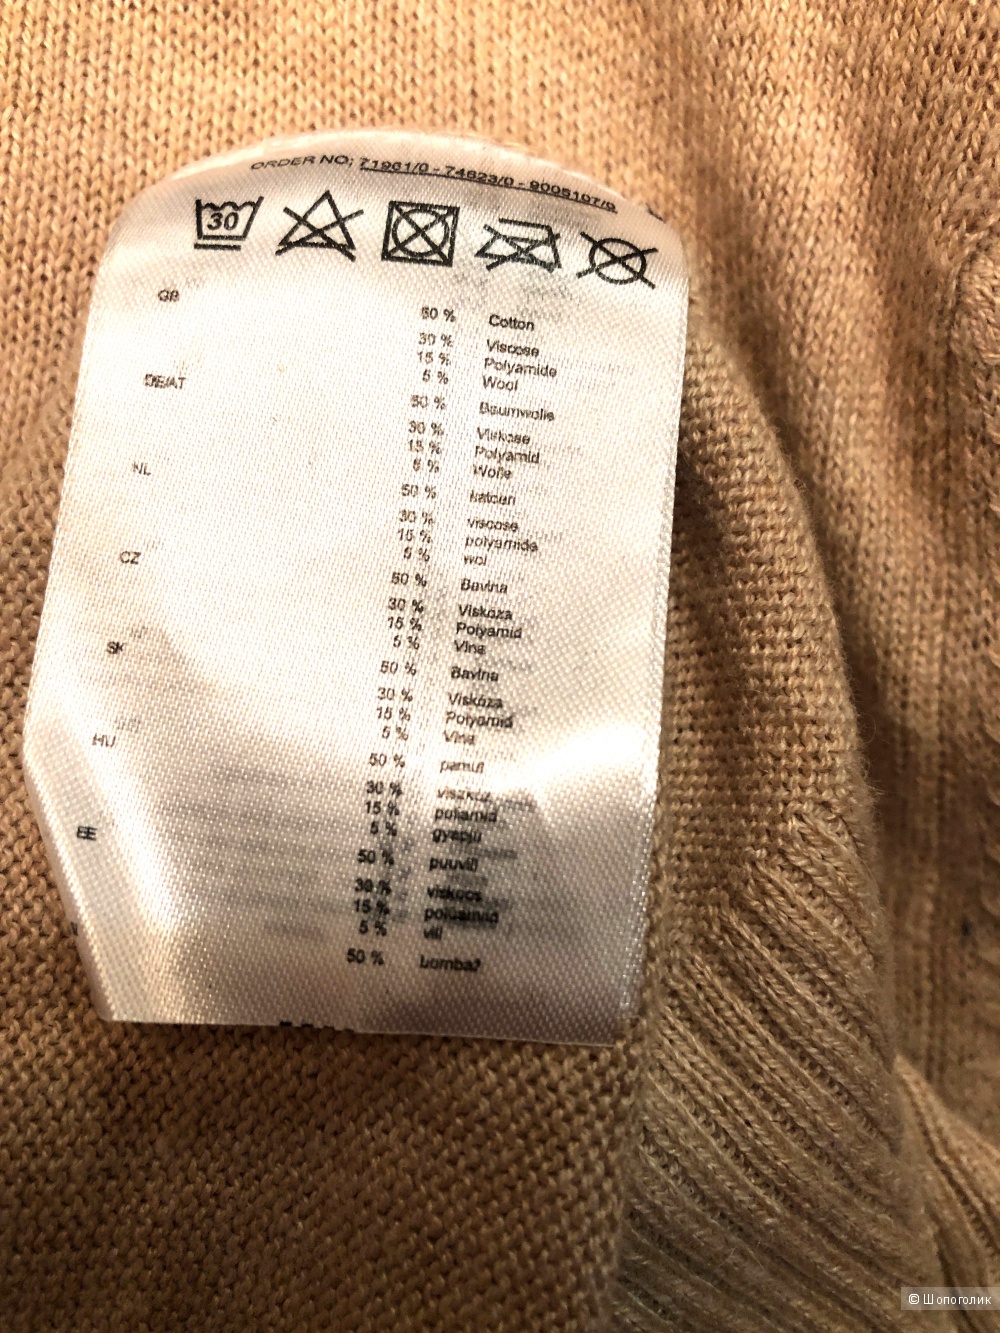 ORDER NO; 71961/0 - 74823/0 - 9005107/9
30
GB
50 % Cotton
30 % Viscose
15 % Polyamide
5 % Wool
DE/AT
50 % Baumwolle
30 % Viskose
15 % Polyamid
5 % Wolle
NL
50 % katoen
30 % viscose
15 % polyamide
5 % wol
CZ
50 % Bavlna
30 % Viskóza
15 % Polyamid
5 % Vlna
SK
50 % Bavlna
30 % Viskóza
15 % Polyamid
5 % Vlna
HU
50 % pamut
30 % viszkóz
15 % poliamid
5 % gyapjú
EE
50 % puuvill
30 % viskoos
15 % polüamiid
5 % vill
50 % bomba?
© Шопоголик